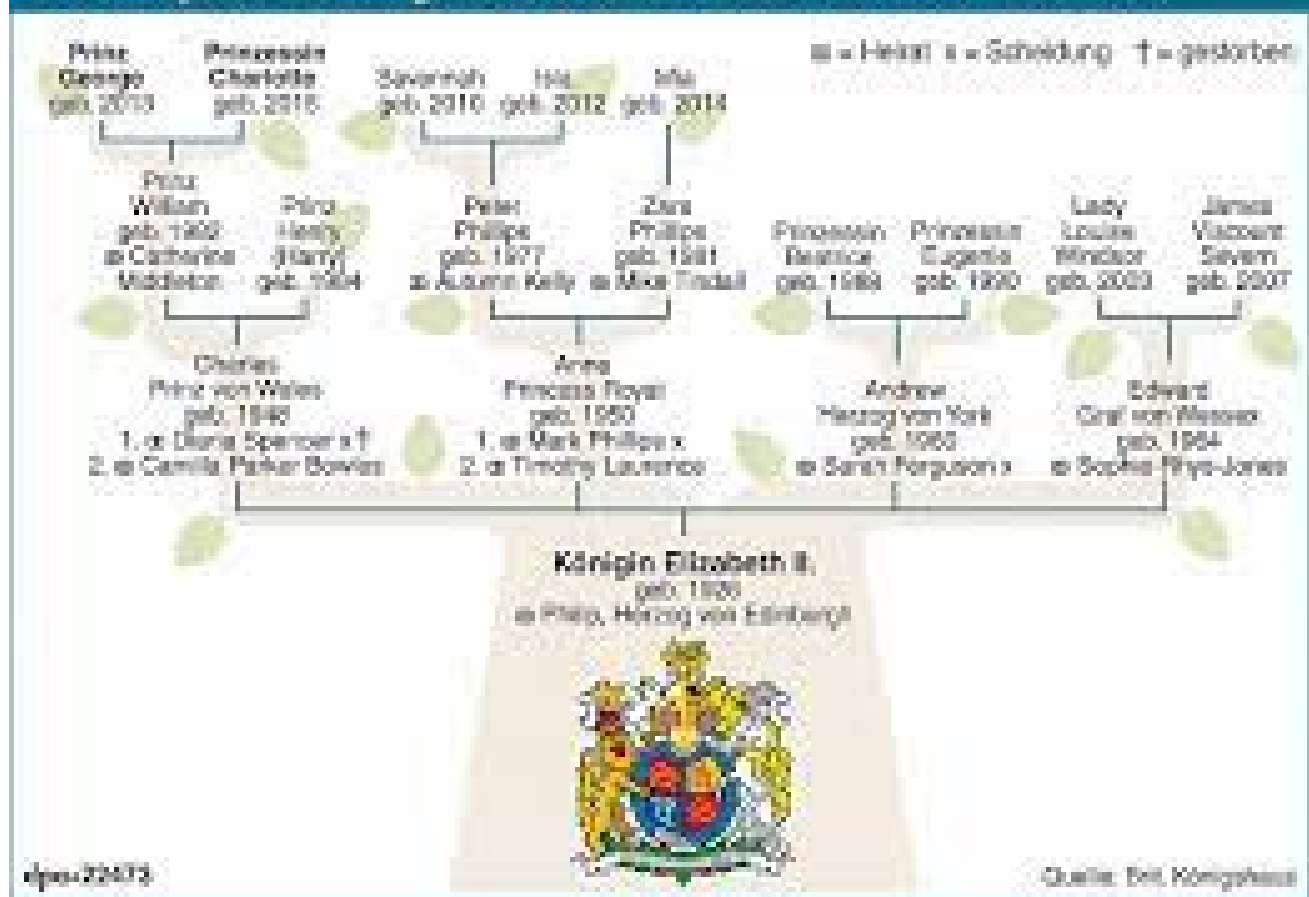 Prinz
George
geb. 2013
Prinzessin
Charlotte
geb. 2015
Savannah
geb. 2010
Isla
geb. 2012
Mia
geb. 2014
= Heirat x = Scheidung † = gestorben
Prinz
William
geb. 1982
Catherine
Middleton
Prinz
Henry
(Harry)
geb. 1984
Peter
Phillips
geb. 1977
Autumn Kelly
Zara
Phillips
geb. 1981
Mike Tindall
Prinzessin
Beatrice
geb. 1988
Prinzessin
Eugenie
geb. 1990
Lady
Louise
Windsor
geb. 2003
James
Viscount
Severn
geb. 2007
Charles
Prinz von Wales
geb. 1948
1. Diana Spencer x †
2. Camilla Parker Bowles
Anne
Princess Royal
geb. 1950
1. Mark Phillips x
2. Timothy Laurence
Andrew
Herzog von York
geb. 1960
Sarah Ferguson x
Edward
Graf von Wessex
geb. 1964
Sophie Rhys-Jones
Königin Elizabeth II.
geb. 1926
Philip, Herzog von
dpa•22473
Quelle: Brit. Königshaus